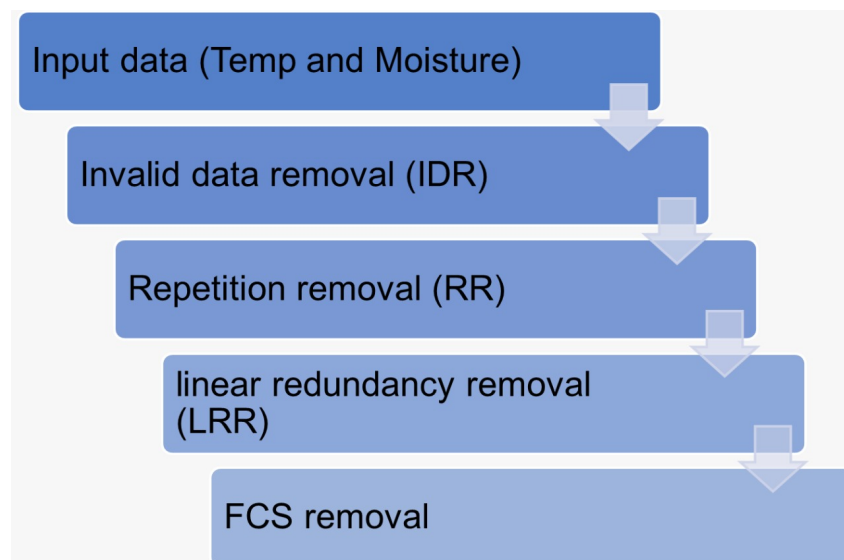 Input data (Temp and Moisture)
Invalid data removal (IDR)
Repetition removal (RR)
linear redundancy removal
(LRR)
FCS removal